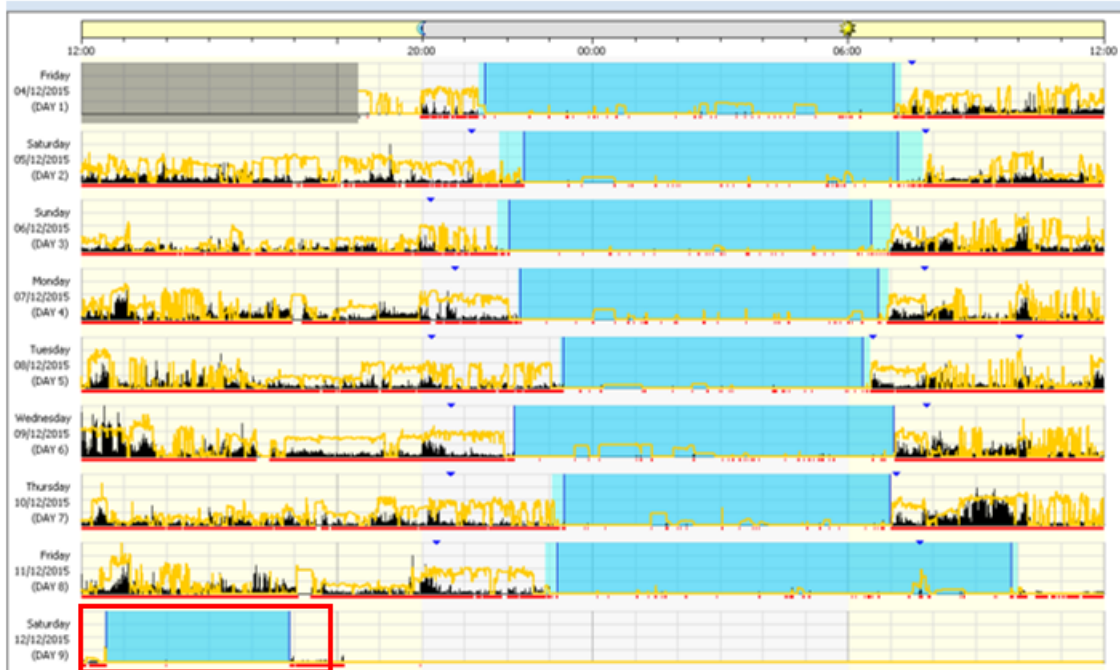 12:00 20:00 00:00 06:00 12:00
Friday
04/12/2015
(DAY 1)
Saturday
05/12/2015
(DAY 2)
Sunday
06/12/2015
(DAY 3)
Monday
07/12/2015
(DAY 4)
Tuesday
08/12/2015
(DAY 5)
Wednesday
09/12/2015
(DAY 6)
Thursday
10/12/2015
(DAY 7)
Friday
11/12/2015
(DAY 8)
Saturday
12/12/2015
(DAY 9)